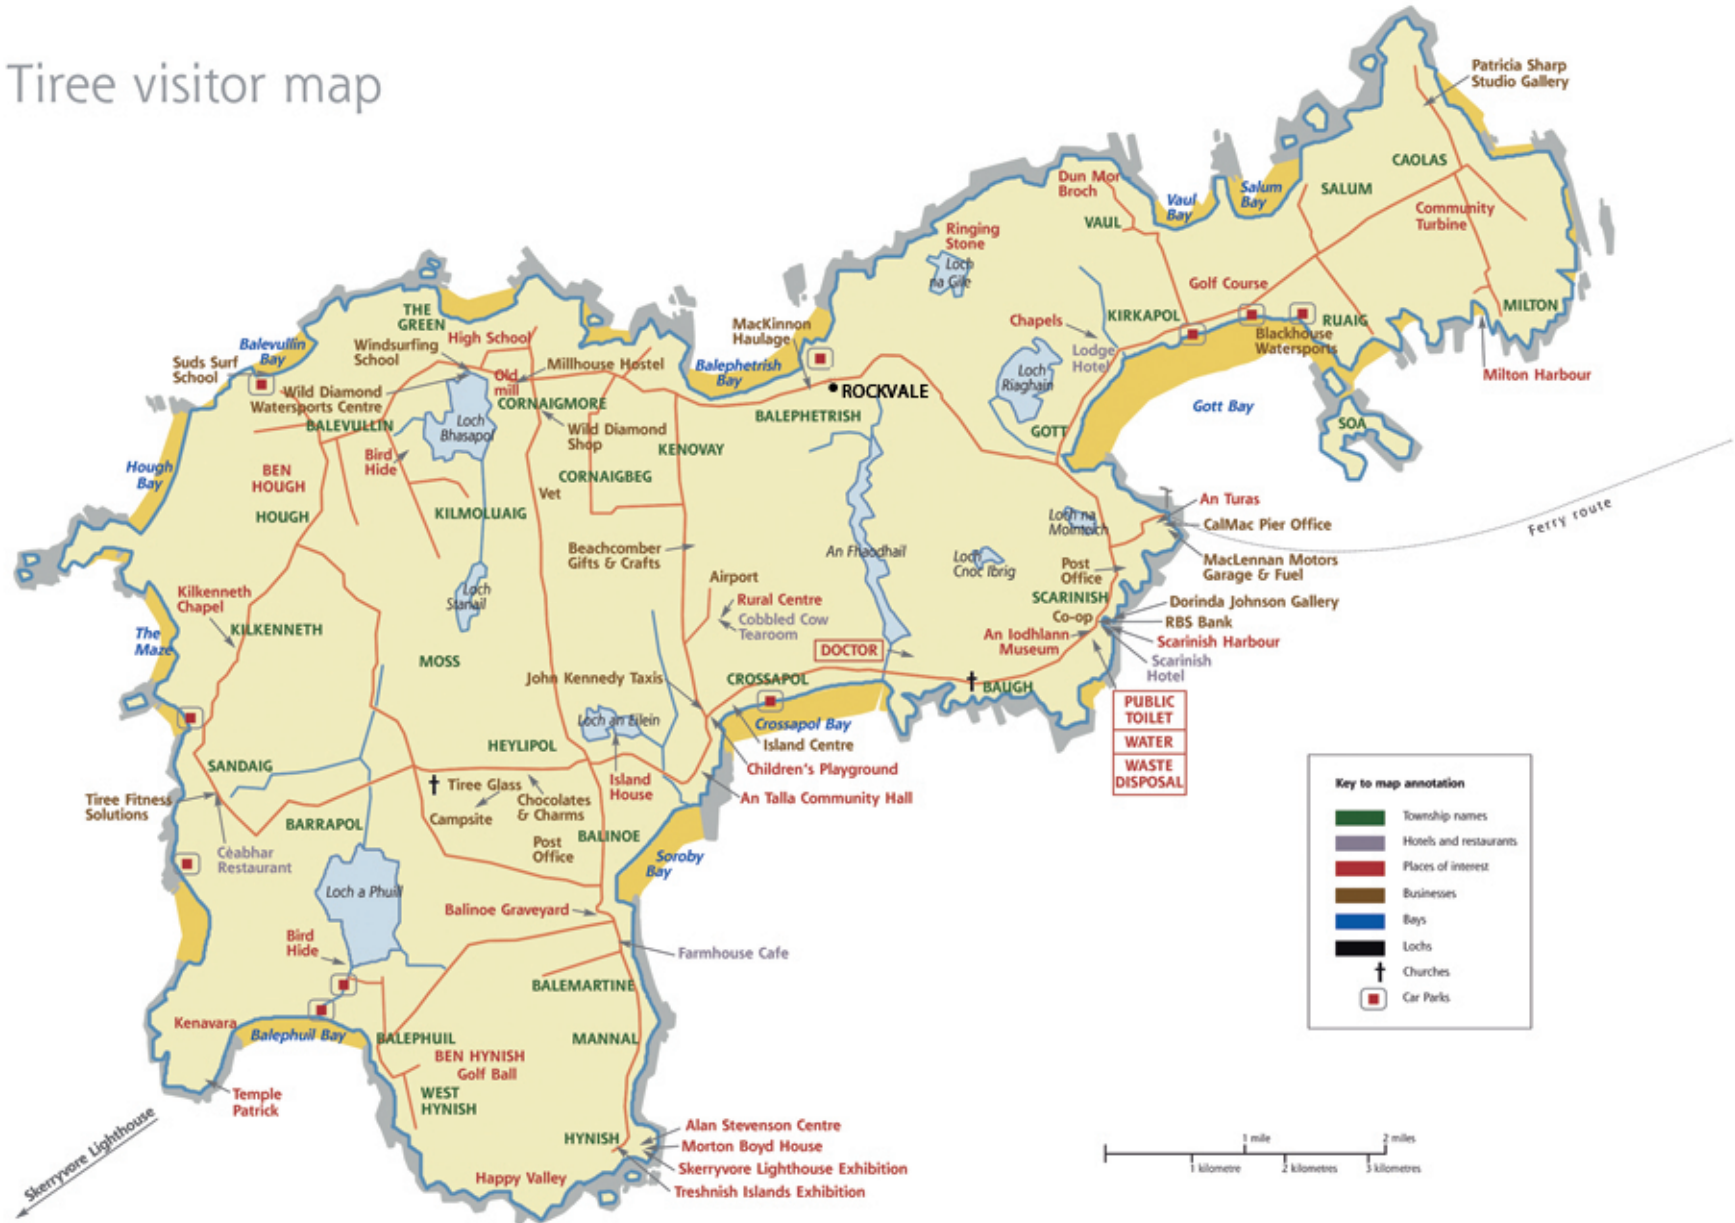 Tiree visitor map
Patricia Sharp
Studio Gallery
CAOLAS
SALUM
Community
Turbine
Dun Mor
Broch
VAUL
Vaul
Bay
Salum
Bay
Ringing
Stone
Loch
na Gile
Golf Course
MILTON
KIRKAPOL
RUAIG
Blackhouse
Watersports
Chapels
Lodge
Hotel
Milton Harbour
Loch
Riaghain
Gott Bay
SOA
GOTT
THE
GREEN
High School
Windsurfing
School
Balevullin
Bay
Suds Surf
School
Wild Diamond
Watersports Centre
Old
mill
Millhouse Hostel
CORNAIGMORE
MacKinnon
Haulage
Balephetrish
Bay
ROCKVALE
BALEPHETRISH
BALEVULLIN
Loch
Bhasapol
Wild Diamond
Shop
KENOVAY
Bird
Hide
Hough
Bay
BEN
HOUGH
CORNAIGBEG
Vet
HOUGH
KILMOLUAIG
Beachcomber
Gifts & Crafts
An Fhaodhail
Loch
Cnoc Ibrig
Loch na
Mointeich
An Turas
CalMac Pier Office
Ferry route
MacLennan Motors
Garage & Fuel
Post
Office
SCARINISH
Dorinda Johnson Gallery
Co-op
RBS Bank
An Iodhlann
Museum
Scarinish Harbour
Scarinish
Hotel
Airport
Rural Centre
Cobbled Cow
Tearoom
DOCTOR
Kilkenneth
Chapel
Loch
Stanail
KILKENNETH
The
Maze
MOSS
John Kennedy Taxis
CROSSAPOL
BAUGH
PUBLIC
TOILET
WATER
WASTE
DISPOSAL
Loch an Eilein
Crossapol Bay
Island Centre
HEYLIPOL
Children's Playground
SANDAIG
Island
House
An Talla Community Hall
Tiree Glass
Chocolates
& Charms
Tiree Fitness
Solutions
Campsite
BARRAPOL
BALINOE
Post
Office
Cèabhar
Restaurant
Soroby
Bay
Loch a Phuill
Balinoe Graveyard
Bird
Hide
Farmhouse Cafe
BALEMARTINE
Kenavara
Balephuil Bay
BALEPHUIL
MANNAL
BEN HYNISH
Golf Ball
Temple
Patrick
WEST
HYNISH
Skerryvore Lighthouse
HYNISH
Alan Stevenson Centre
Morton Boyd House
Skerryvore Lighthouse Exhibition
Treshnish Islands Exhibition
Happy Valley
Key to map annotation
Township names
Hotels and restaurants
Places of interest
Businesses
Bays
Lochs
Churches
Car Parks
1 mile
2 miles
1 kilometre
2 kilometres
3 kilometres